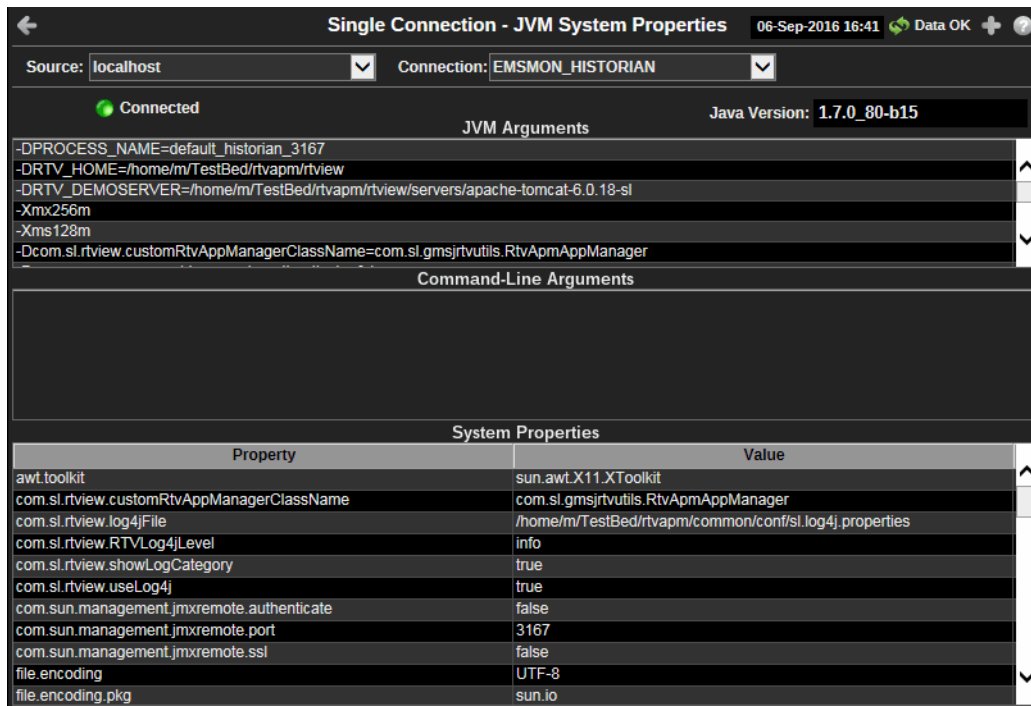 Single Connection - JVM System Properties 06-Sep-2016 16:41 Data OK ?
Source: localhost Connection: EMSMON_HISTORIAN
Connected Java Version: 1.7.0_80-b15
JVM Arguments
-DPROCESS_NAME=default_historian_3167
-DRTV_HOME=/home/m/TestBed/rtvapm/rtview
-DRTV_DEMOSERVER=/home/m/TestBed/rtvapm/rtview/servers/apache-tomcat-6.0.18-sl
-Xmx256m
-Xms128m
-Dcom.sl.rtview.customRtvAppManagerClassName=com.sl.gmsjrtvutils.RtvApmAppManager
Command-Line Arguments
System Properties
Property Value
awt.toolkit sun.awt.X11.XToolkit
com.sl.rtview.customRtvAppManagerClassName com.sl.gmsjrtvutils.RtvApmAppManager
com.sl.rtview.log4jFile /home/m/TestBed/rtvapm/common/conf/sl.log4j.properties
com.sl.rtview.RTVLog4jLevel info
com.sl.rtview.showLogCategory true
com.sl.rtview.useLog4j true
com.sun.management.jmxremote.authenticate false
com.sun.management.jmxremote.port 3167
com.sun.management.jmxremote.ssl false
file.encoding UTF-8
file.encoding.pkg sun.io